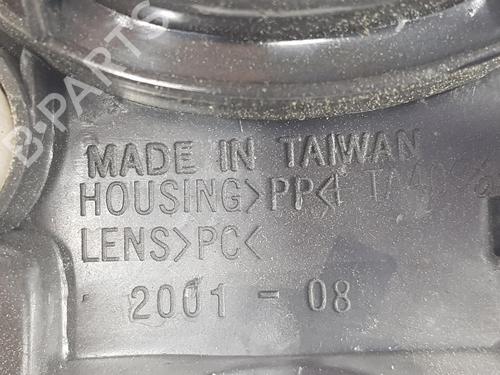 B-PARTS
MADE IN TAIWAN
HOUSING>PP<
LENS>PC<
2001 - 08